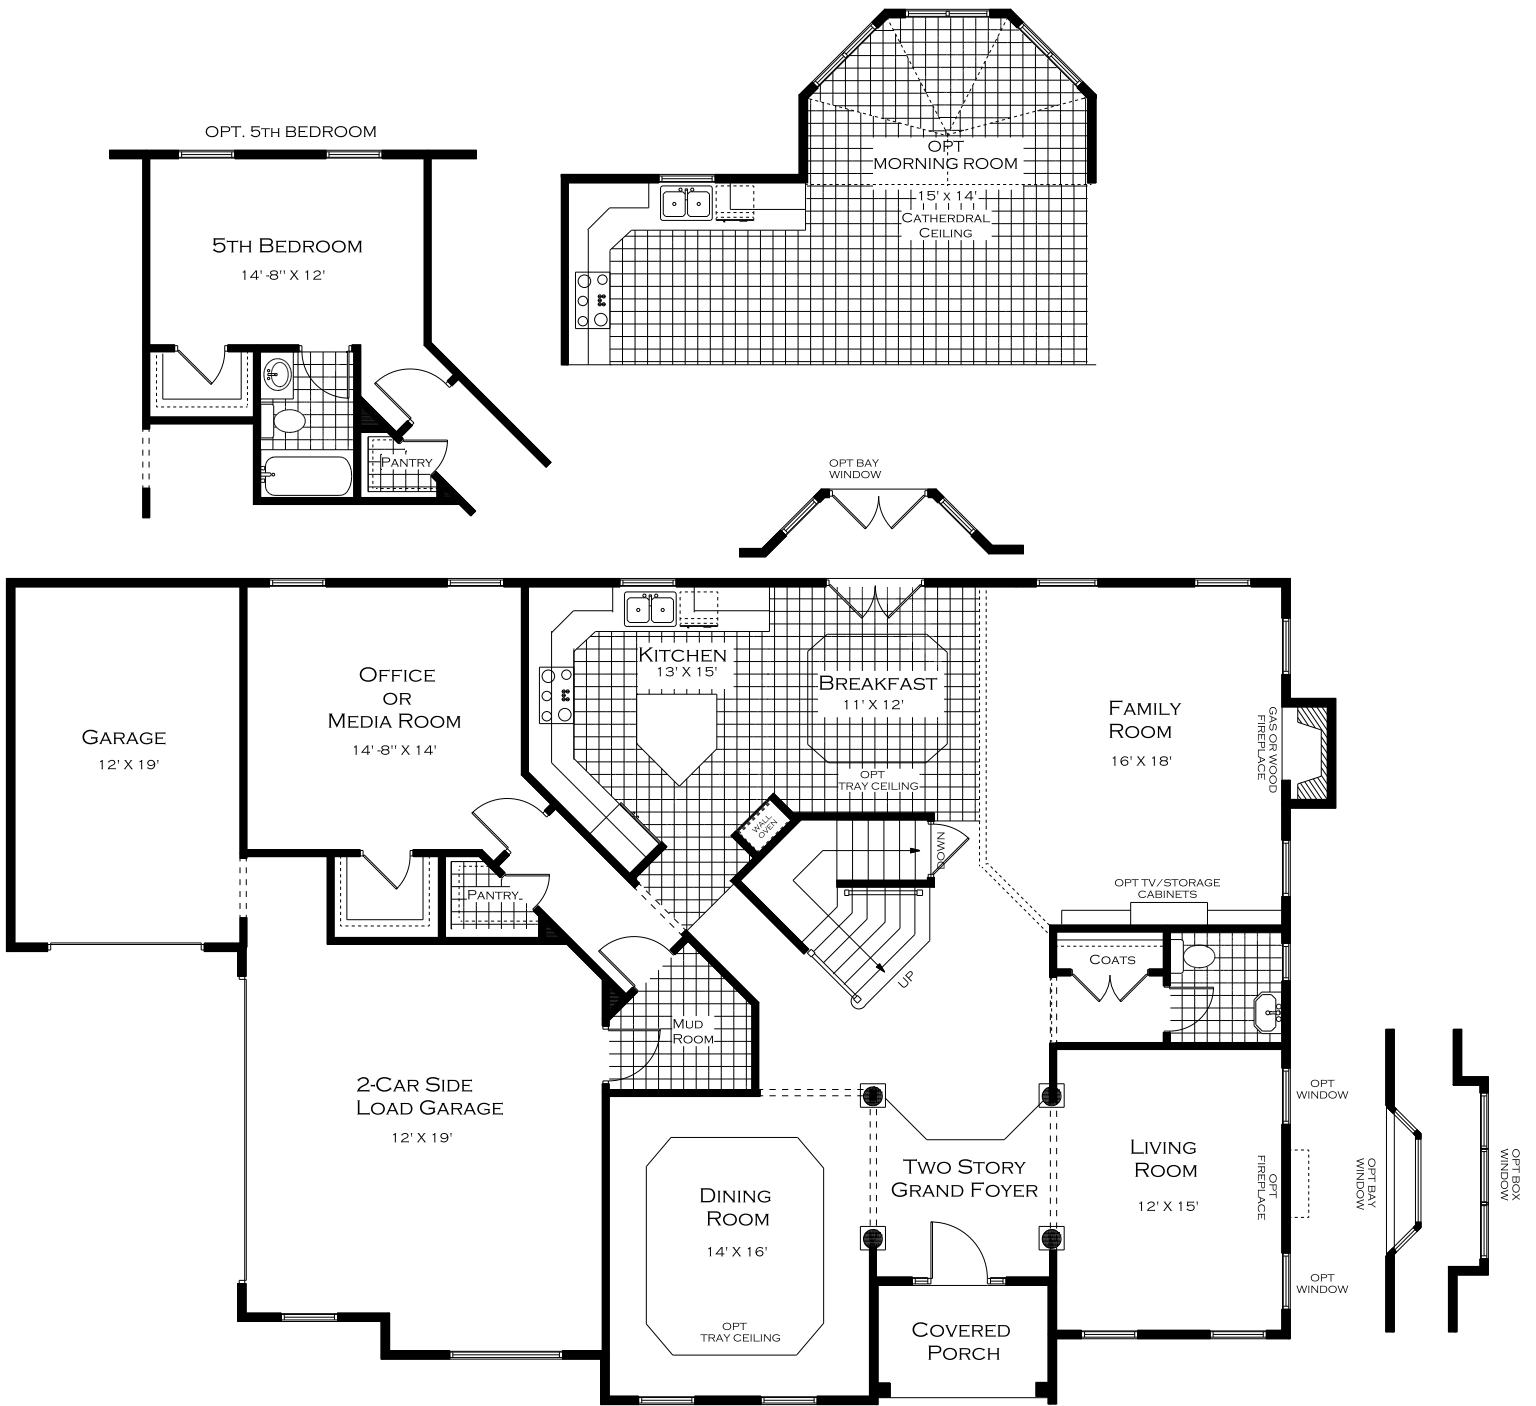 OPT. 5TH BEDROOM
5TH BEDROOM
14'-8" X 12'
PANTRY
OPT
MORNING ROOM
15' X 14'
CATHERDRAL
CEILING
OPT BAY
WINDOW
GARAGE
12' X 19'
OFFICE
OR
MEDIA ROOM
14'-8" X 14'
KITCHEN
13' X 15'
BREAKFAST
11' X 12'
OPT
TRAY CEILING
WALL
OVEN
FAMILY
ROOM
16' X 18'
GAS OR WOOD
FIREPLACE
DOWN
OPT TV/STORAGE
CABINETS
PANTRY
COATS
UP
MUD
ROOM
2-CAR SIDE
LOAD GARAGE
12' X 19'
DINING
ROOM
14' X 16'
OPT
TRAY CEILING
TWO STORY
GRAND FOYER
COVERED
PORCH
LIVING
ROOM
12' X 15'
OPT
FIREPLACE
OPT
WINDOW
OPT
WINDOW
OPT BAY
WINDOW
OPT BOX
WINDOW